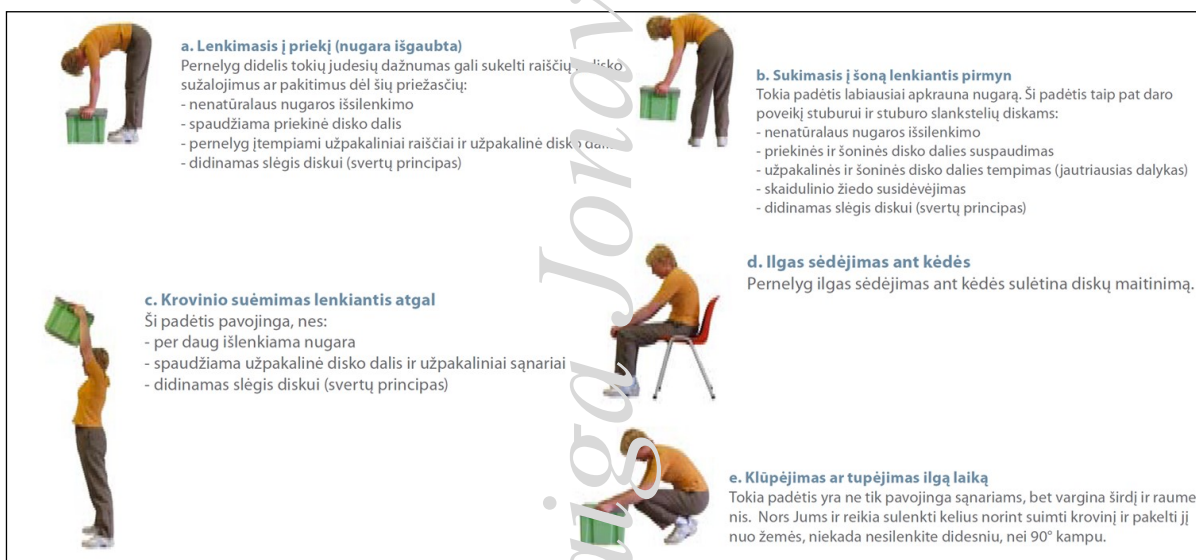 a. Lenkimasis į priekį (nugara išgaubta)
Pernelyg didelis tokių judesių dažnumas gali sukelti raiščių disko
sužalojimus ar pakitimus dėl šių priežasčių:
- nenatūralaus nugaros išsilenkimo
- spaudžiama priekinė disko dalis
- pernelyg įtempiami užpakaliniai raiščiai ir užpakalinė disko
- didinamas slėgis diskui (svertų principas)
b. Sukimasis į šoną lenkiantis pirmyn
Tokia padėtis labiausiai apkrauna nugarą. Ši padėtis taip pat daro
poveikį stuburui ir stuburo slankstelių diskams:
- nenatūralaus nugaros išsilenkimo
- priekinės ir šoninės disko dalies suspaudimas
- užpakalinės ir šoninės disko dalies tempimas (jautriausias dalykas)
- skaidulinio žiedo susidėvėjimas
- didinamas slėgis diskui (svertų principas)
c. Krovinio suėmimas lenkiantis atgal
Ši padėtis pavojinga, nes:
- per daug išlenkiama nugara
- spaudžiama užpakalinė disko dalis ir užpakaliniai sąnariai
- didinamas slėgis diskui (svertų principas)
d. Ilgas sėdėjimas ant kėdės
Pernelyg ilgas sėdėjimas ant kėdės sulėtina diskų maitinimą.
e. Klūpėjimas ar tupėjimas ilgą laiką
Tokia padėtis yra ne tik pavojinga sąnariams, bet vargina širdį ir raume
nis. Nors Jums ir reikia sulenkti kelius norint suimti krovinį ir pakelti jį
nuo žemės, niekada nesilenkite didesniu, nei 90° kampu.